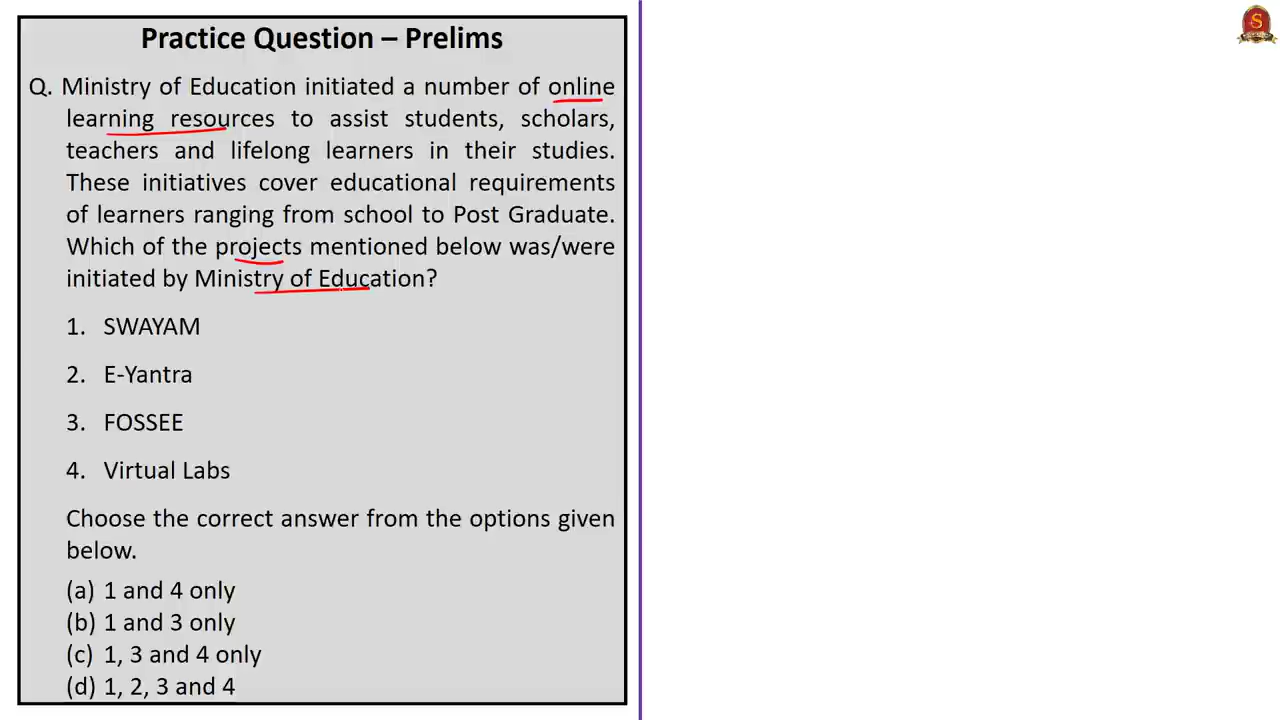 Practice Question – Prelims
Q. Ministry of Education initiated a number of online
learning resources to assist students, scholars,
teachers and lifelong learners in their studies.
These initiatives cover educational requirements
of learners ranging from school to Post Graduate.
Which of the projects mentioned below was/were
initiated by Ministry of Education?
1. SWAYAM
2. E-Yantra
3. FOSSEE
4. Virtual Labs
Choose the correct answer from the options given
below.
(a) 1 and 4 only
(b) 1 and 3 only
(c) 1, 3 and 4 only
(d) 1, 2, 3 and 4
S